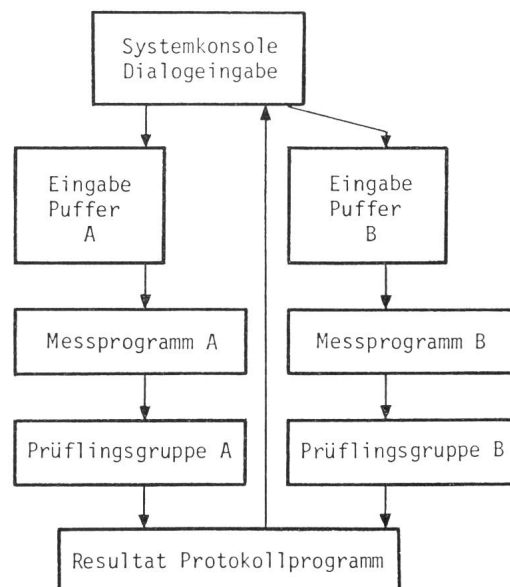 Systemkonsole
Dialogeingabe
Eingabe
Puffer
A
Eingabe
Puffer
B
Messprogramm A
Messprogramm B
Prüflingsgruppe A
Prüflingsgruppe B
Resultat Protokollprogramm